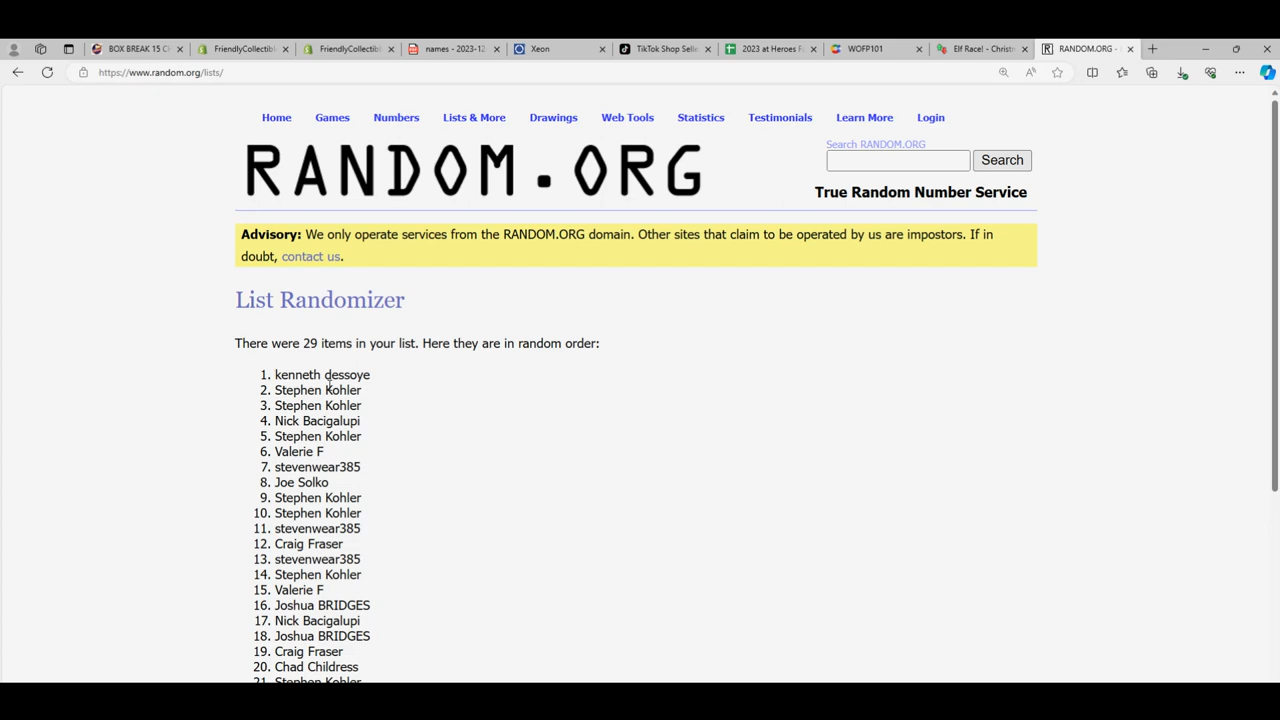 BOX BREAK 15 C
FriendlyCollectib
FriendlyCollectib
names - 2023-12
Xeon
TikTok Shop Selle
2023 at Heroes F
WOFP101
Elf Race! - Christm
RANDOM.ORG -
https://www.random.org/lists/
Home Games Numbers Lists & More Drawings Web Tools Statistics Testimonials Learn More Login
RANDOM.ORG
Search RANDOM.ORG
Search
True Random Number Service
Advisory: We only operate services from the RANDOM.ORG domain. Other sites that claim to be operated by us are impostors. If in
doubt, contact us.
List Randomizer
There were 29 items in your list. Here they are in random order:
1. kenneth dessoye
2. Stephen Kohler
3. Stephen Kohler
4. Nick Bacigalupi
5. Stephen Kohler
6. Valerie F
7. stevenwear385
8. Joe Solko
9. Stephen Kohler
10. Stephen Kohler
11. stevenwear385
12. Craig Fraser
13. stevenwear385
14. Stephen Kohler
15. Valerie F
16. Joshua BRIDGES
17. Nick Bacigalupi
18. Joshua BRIDGES
19. Craig Fraser
20. Chad Childress
21. Stephen Kohler